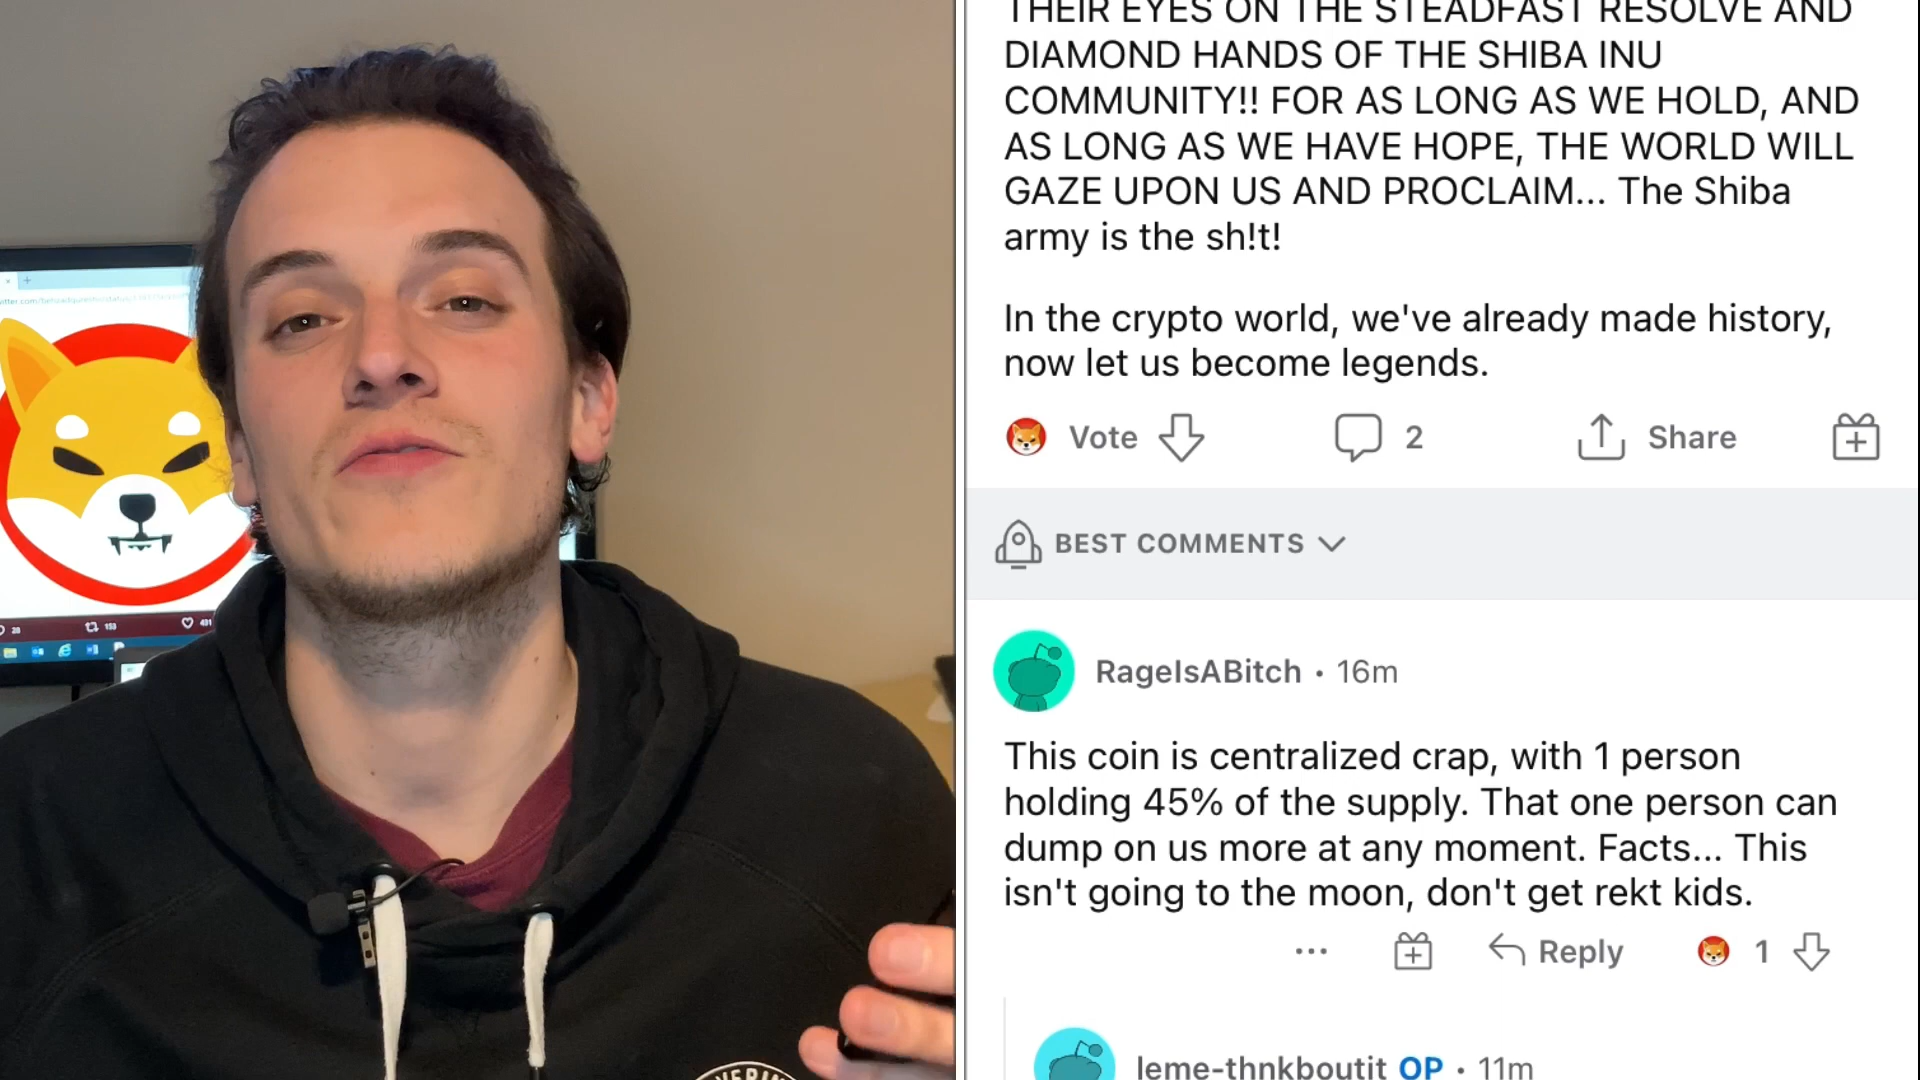 THEIR EYES ON THE STEADFAST RESOLVE AND
DIAMOND HANDS OF THE SHIBA INU
COMMUNITY!! FOR AS LONG AS WE HOLD, AND
AS LONG AS WE HAVE HOPE, THE WORLD WILL
GAZE UPON US AND PROCLAIM... The Shiba
army is the sh!t!
In the crypto world, we've already made history,
now let us become legends.
Vote
2
Share
BEST COMMENTS
RageIsABitch • 16m
This coin is centralized crap, with 1 person
holding 45% of the supply. That one person can
dump on us more at any moment. Facts... This
isn't going to the moon, don't get rekt kids.
Reply
1
leme-thnkboutit OP • 11m
28
153